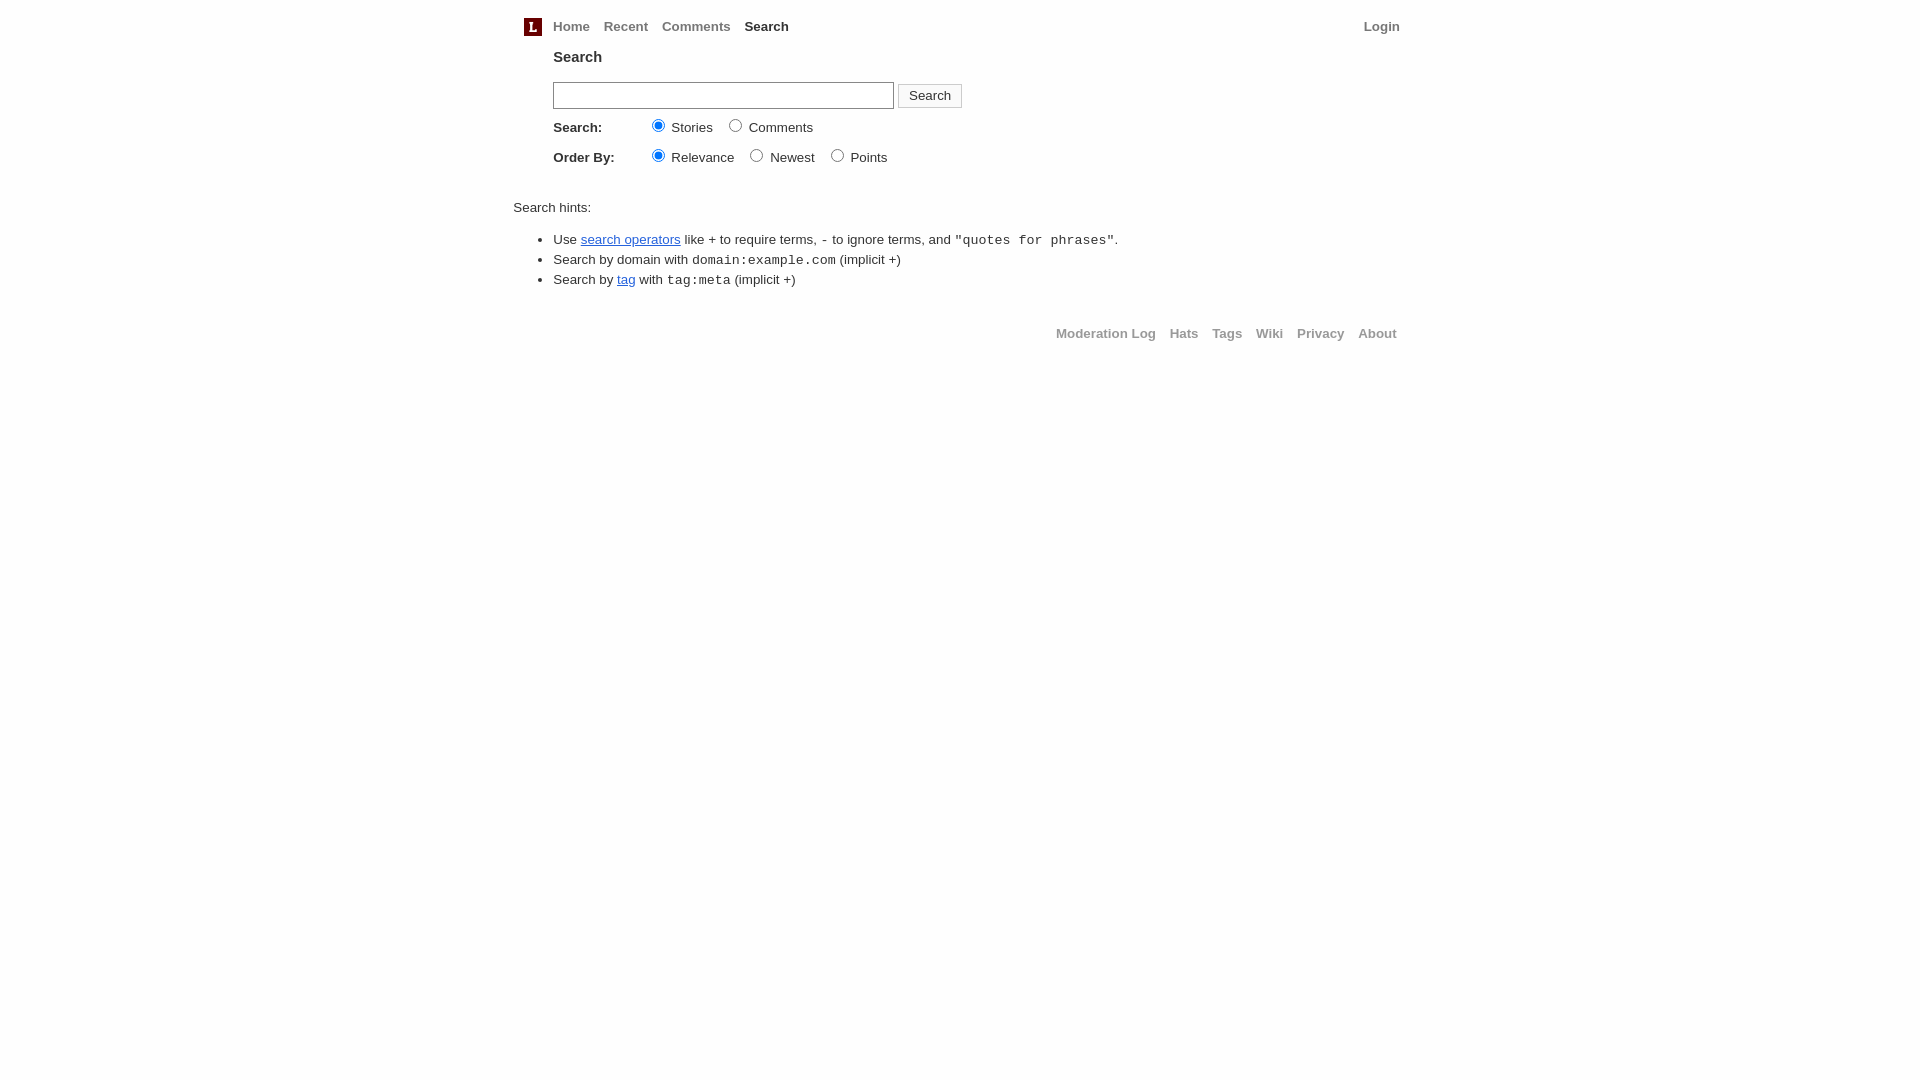 L Home Recent Comments Search Login
Search
Search
Search: Stories Comments
Order By: Relevance Newest Points
Search hints:
• Use search operators like + to require terms, - to ignore terms, and "quotes for phrases".
• Search by domain with domain:example.com (implicit +)
• Search by tag with tag:meta (implicit +)
Moderation Log Hats Tags Wiki Privacy About